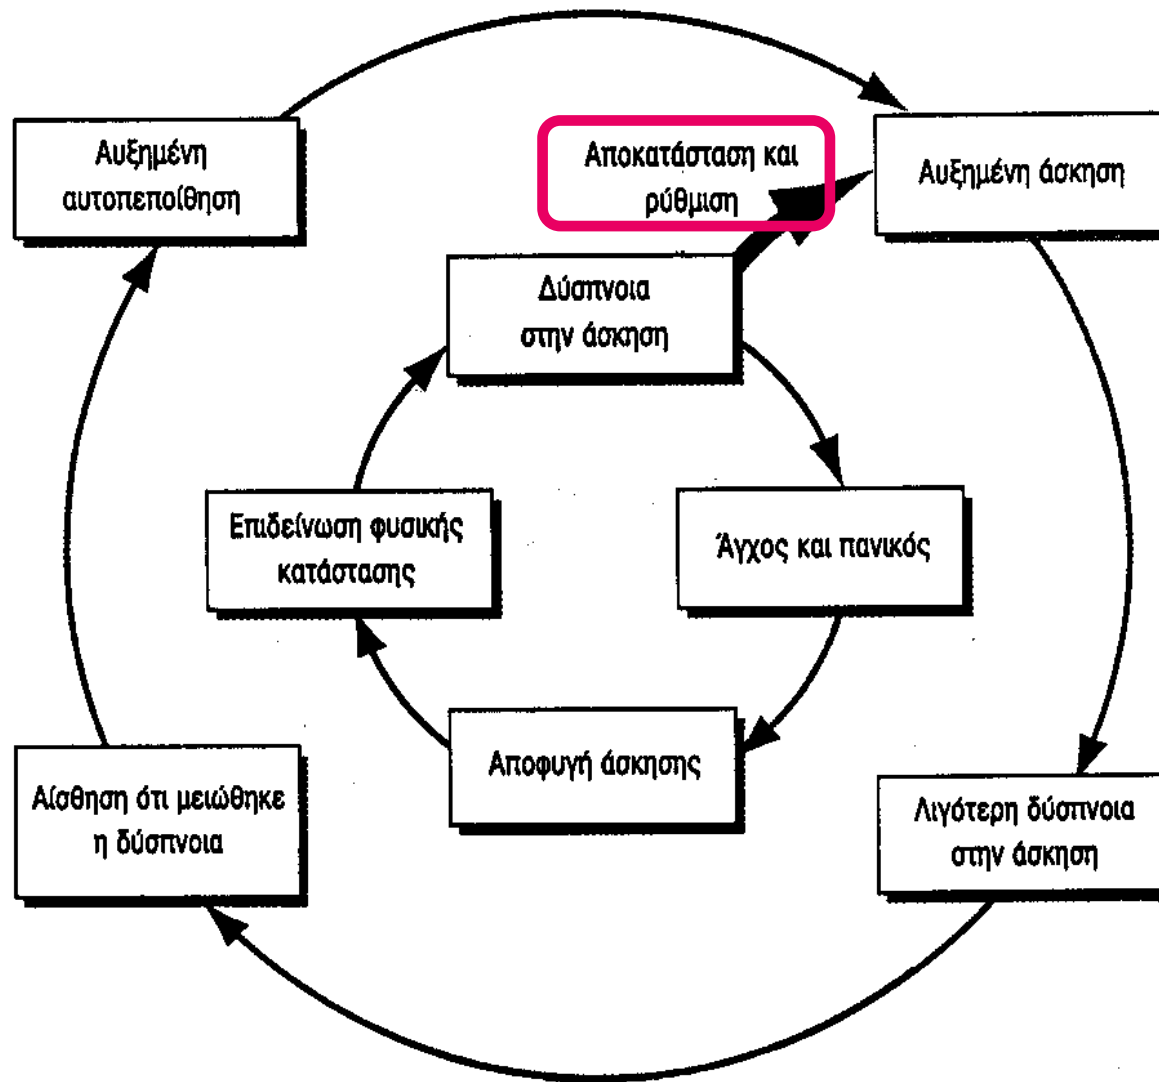 Αυξημένη
αυτοπεποίθηση
Αποκατάσταση και
ρύθμιση
Αυξημένη άσκηση
Δύσπνοια
στην άσκηση
Επιδείνωση φυσικής
κατάστασης
Άγχος και πανικός
Αποφυγή άσκησης
Αίσθηση ότι μειώθηκε
η δύσπνοια
Λιγότερη δύσπνοια
στην άσκηση